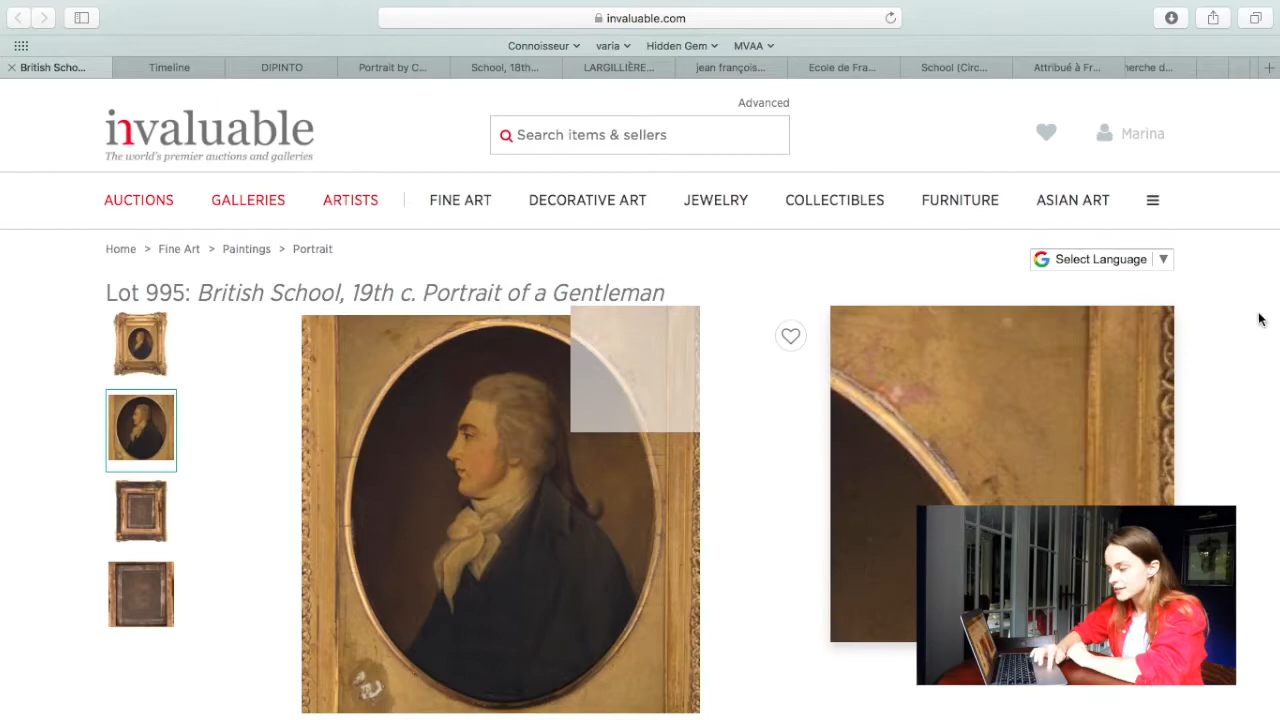 invaluable.com
Connoisseur varia Hidden Gem MVAA
British Scho... Timeline DIPINTO Portrait by C... School, 18th... LARGILLIÈRE... jean françois... Ecole de Fra... School (Circ... Attribué à Fr... herche d...
Advanced
invaluable
The world's premier auctions and galleries
Search items & sellers
Marina
AUCTIONS GALLERIES ARTISTS FINE ART DECORATIVE ART JEWELRY COLLECTIBLES FURNITURE ASIAN ART
Home > Fine Art > Paintings > Portrait
Select Language
Lot 995: British School, 19th c. Portrait of a Gentleman